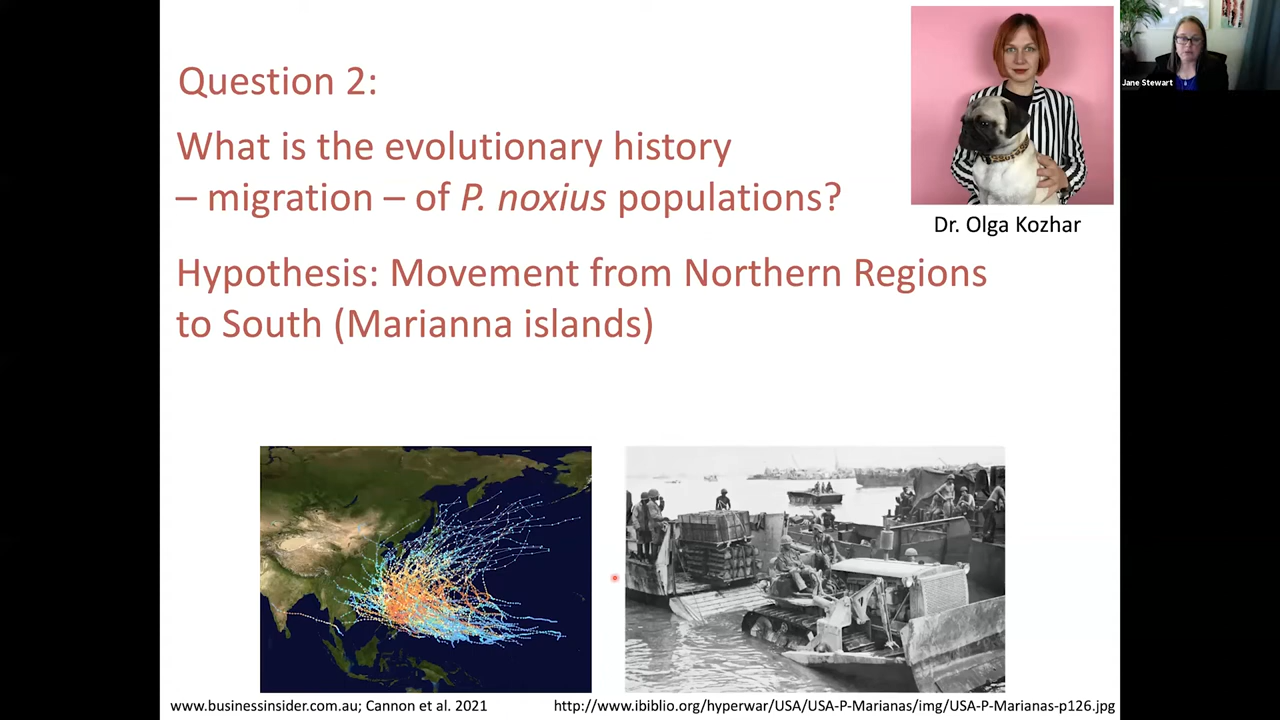 Question 2:
What is the evolutionary history
– migration – of P. noxius populations?
Hypothesis: Movement from Northern Regions
to South (Marianna islands)
Dr. Olga Kozhar
Jane Stewart
www.businessinsider.com.au; Cannon et al. 2021
http://www.ibiblio.org/hyperwar/USA/USA-P-Marianas/img/USA-P-Marianas-p126.jpg